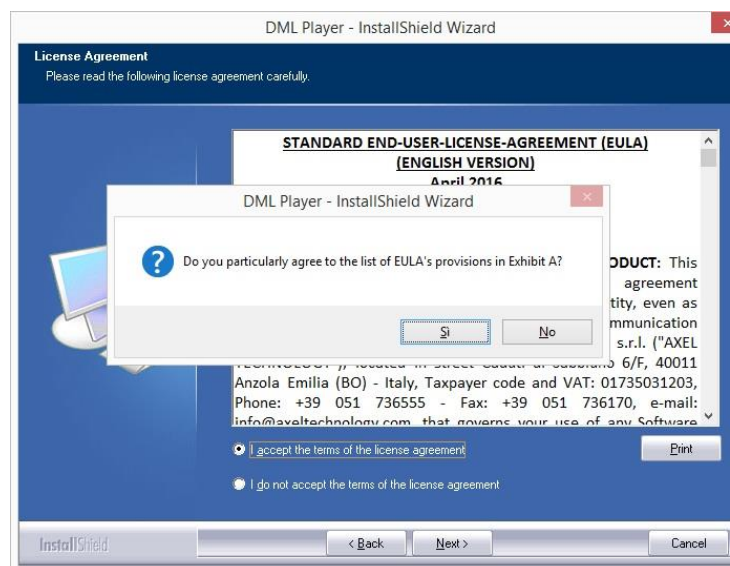 DML Player - InstallShield Wizard
License Agreement
Please read the following license agreement carefully.
STANDARD END-USER-LICENSE-AGREEMENT (EULA)
(ENGLISH VERSION)
April 2016
DML Player - InstallShield Wizard
Do you particularly agree to the list of EULA's provisions in Exhibit A?
Sì No
ODUCT: This
agreement
tity, even as
mmunication
s.r.l. ("AXEL
6/F, 40011
Anzola Emilia (BO) - Italy, Taxpayer code and VAT: 01735031203,
Phone: +39 051 736555 - Fax: +39 051 736170, e-mail:
info@axeltechnology.com, that governs your use of any Software
I accept the terms of the license agreement
Print
I do not accept the terms of the license agreement
InstallShield
< Back Next > Cancel